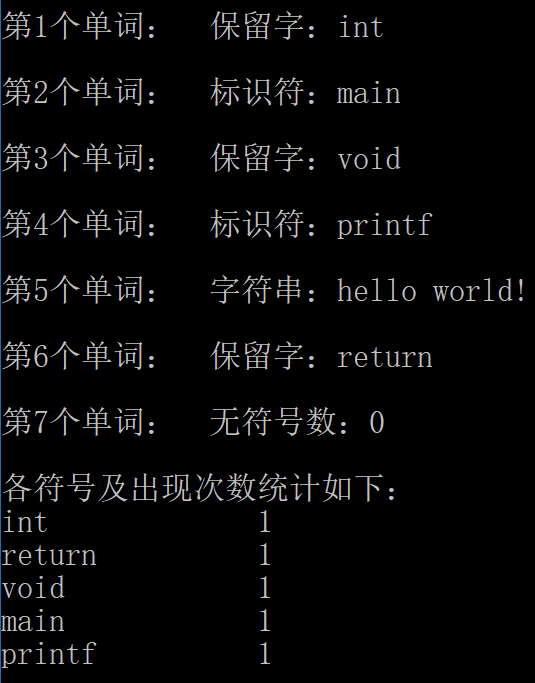 第1个单词： 保留字：int
第2个单词： 标识符：main
第3个单词： 保留字：void
第4个单词： 标识符：printf
第5个单词： 字符串：hello world!
第6个单词： 保留字：return
第7个单词： 无符号数：0
各符号及出现次数统计如下：
int 1
return 1
void 1
main 1
printf 1